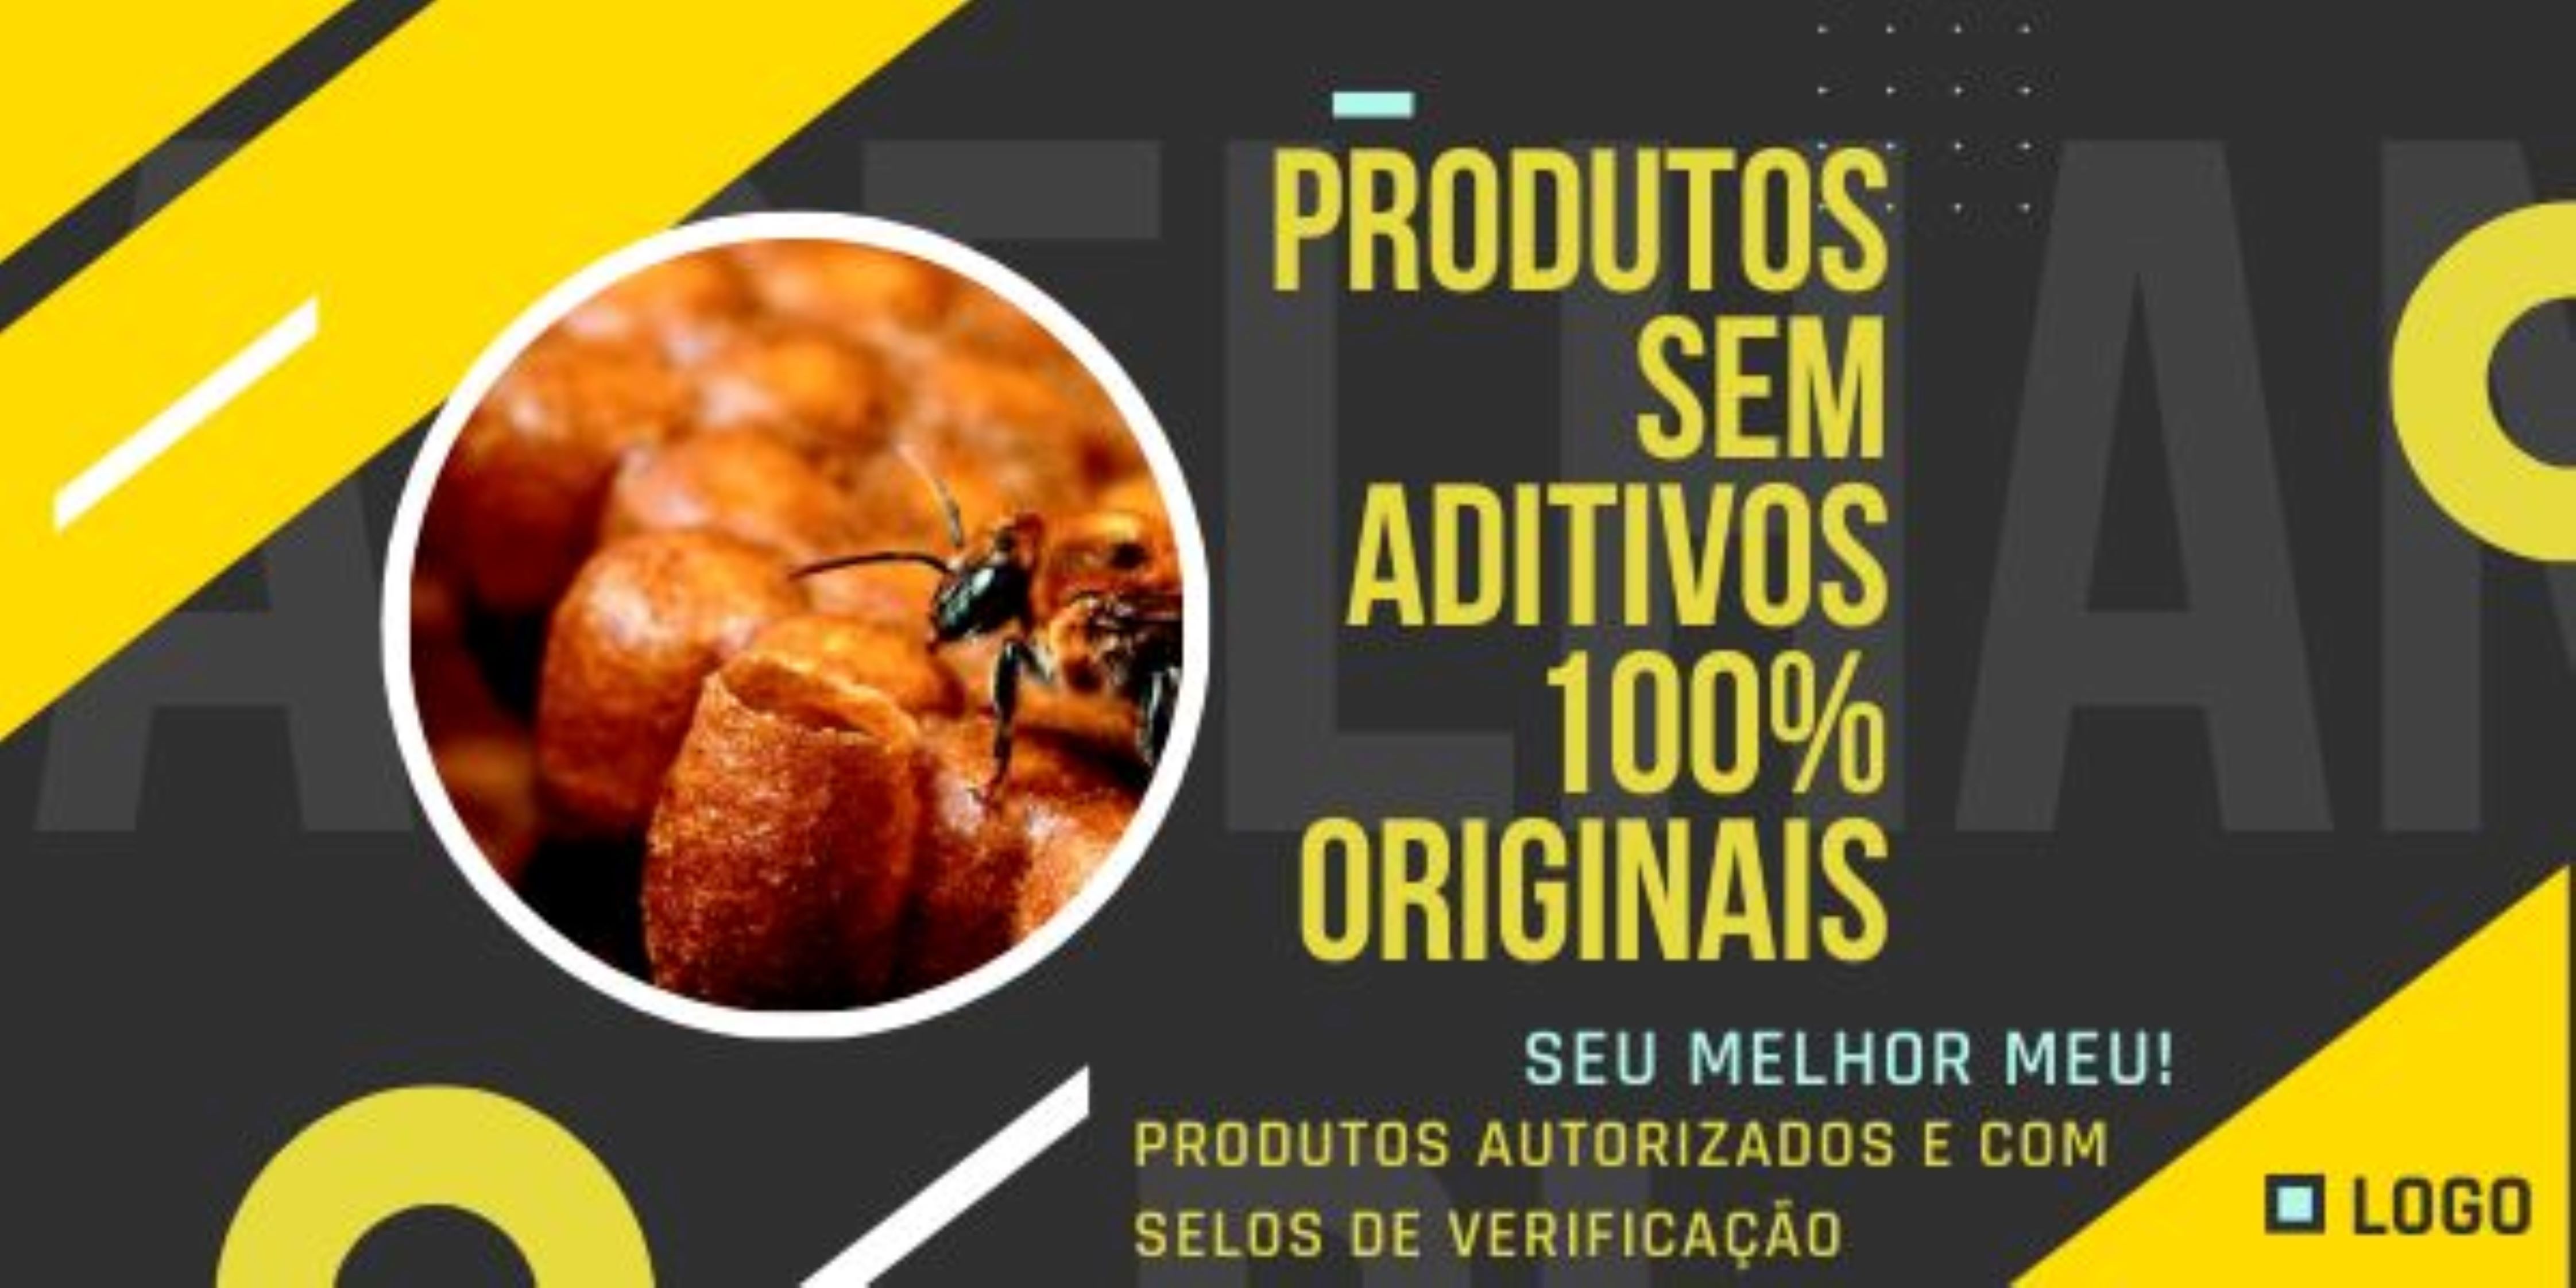 PRODUTOS
SEM
ADITIVOS
100%
ORIGINAIS
SEU MELHOR MEU!
PRODUTOS AUTORIZADOS E COM
SELOS DE VERIFICAÇÃO
LOGO